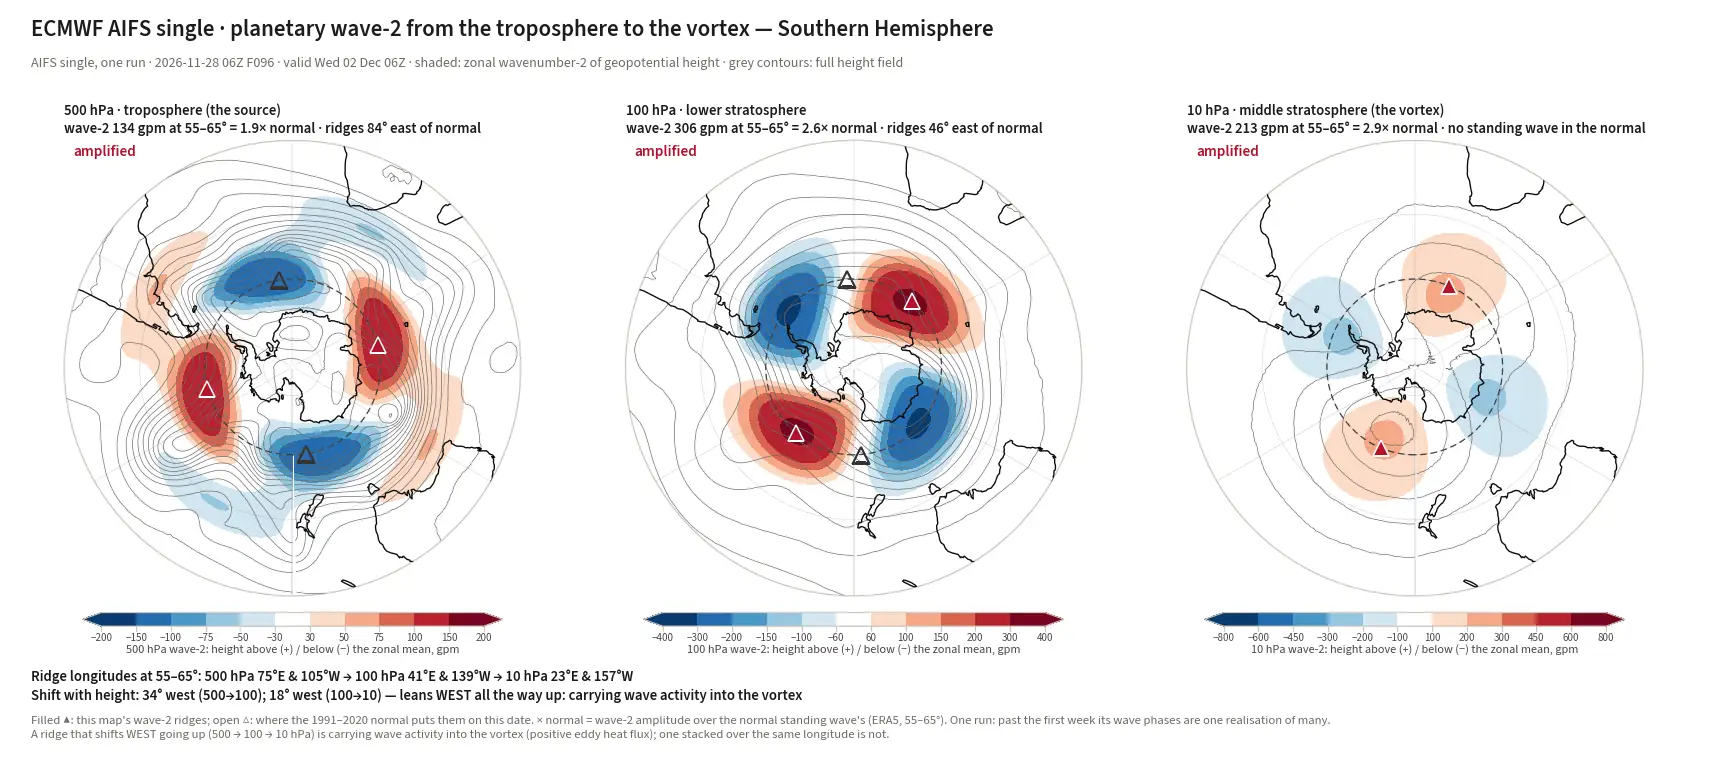 ECMWF AIFS single · planetary wave-2 from the troposphere to the vortex — Southern Hemisphere
AIFS single, one run · 2026-11-28 06Z F096 · valid Wed 02 Dec 06Z · shaded: zonal wavenumber-2 of geopotential height · grey contours: full height field
500 hPa · troposphere (the source)
wave-2 134 gpm at 55–65° = 1.9× normal · ridges 84° east of normal
amplified
100 hPa · lower stratosphere
wave-2 306 gpm at 55–65° = 2.6× normal · ridges 46° east of normal
amplified
10 hPa · middle stratosphere (the vortex)
wave-2 213 gpm at 55–65° = 2.9× normal · no standing wave in the normal
amplified
−200 −150 −100 −75 −50 −30 30 50 75 100 150 200
500 hPa wave-2: height above (+) / below (−) the zonal mean, gpm
−400 −300 −200 −150 −100 −60 60 100 150 200 300 400
100 hPa wave-2: height above (+) / below (−) the zonal mean, gpm
−800 −600 −450 −300 −200 −100 100 200 300 450 600 800
10 hPa wave-2: height above (+) / below (−) the zonal mean, gpm
Ridge longitudes at 55–65°: 500 hPa 75°E & 105°W → 100 hPa 41°E & 139°W → 10 hPa 23°E & 157°W
Shift with height: 34° west (500→100); 18° west (100→10) — leans WEST all the way up: carrying wave activity into the vortex
Filled ▲: this map's wave-2 ridges; open △: where the 1991–2020 normal puts them on this date. × normal = wave-2 amplitude over the normal standing wave's (ERA5, 55–65°). One run: past the first week its wave phases are one realisation of many.
A ridge that shifts WEST going up (500 → 100 → 10 hPa) is carrying wave activity into the vortex (positive eddy heat flux); one stacked over the same longitude is not.